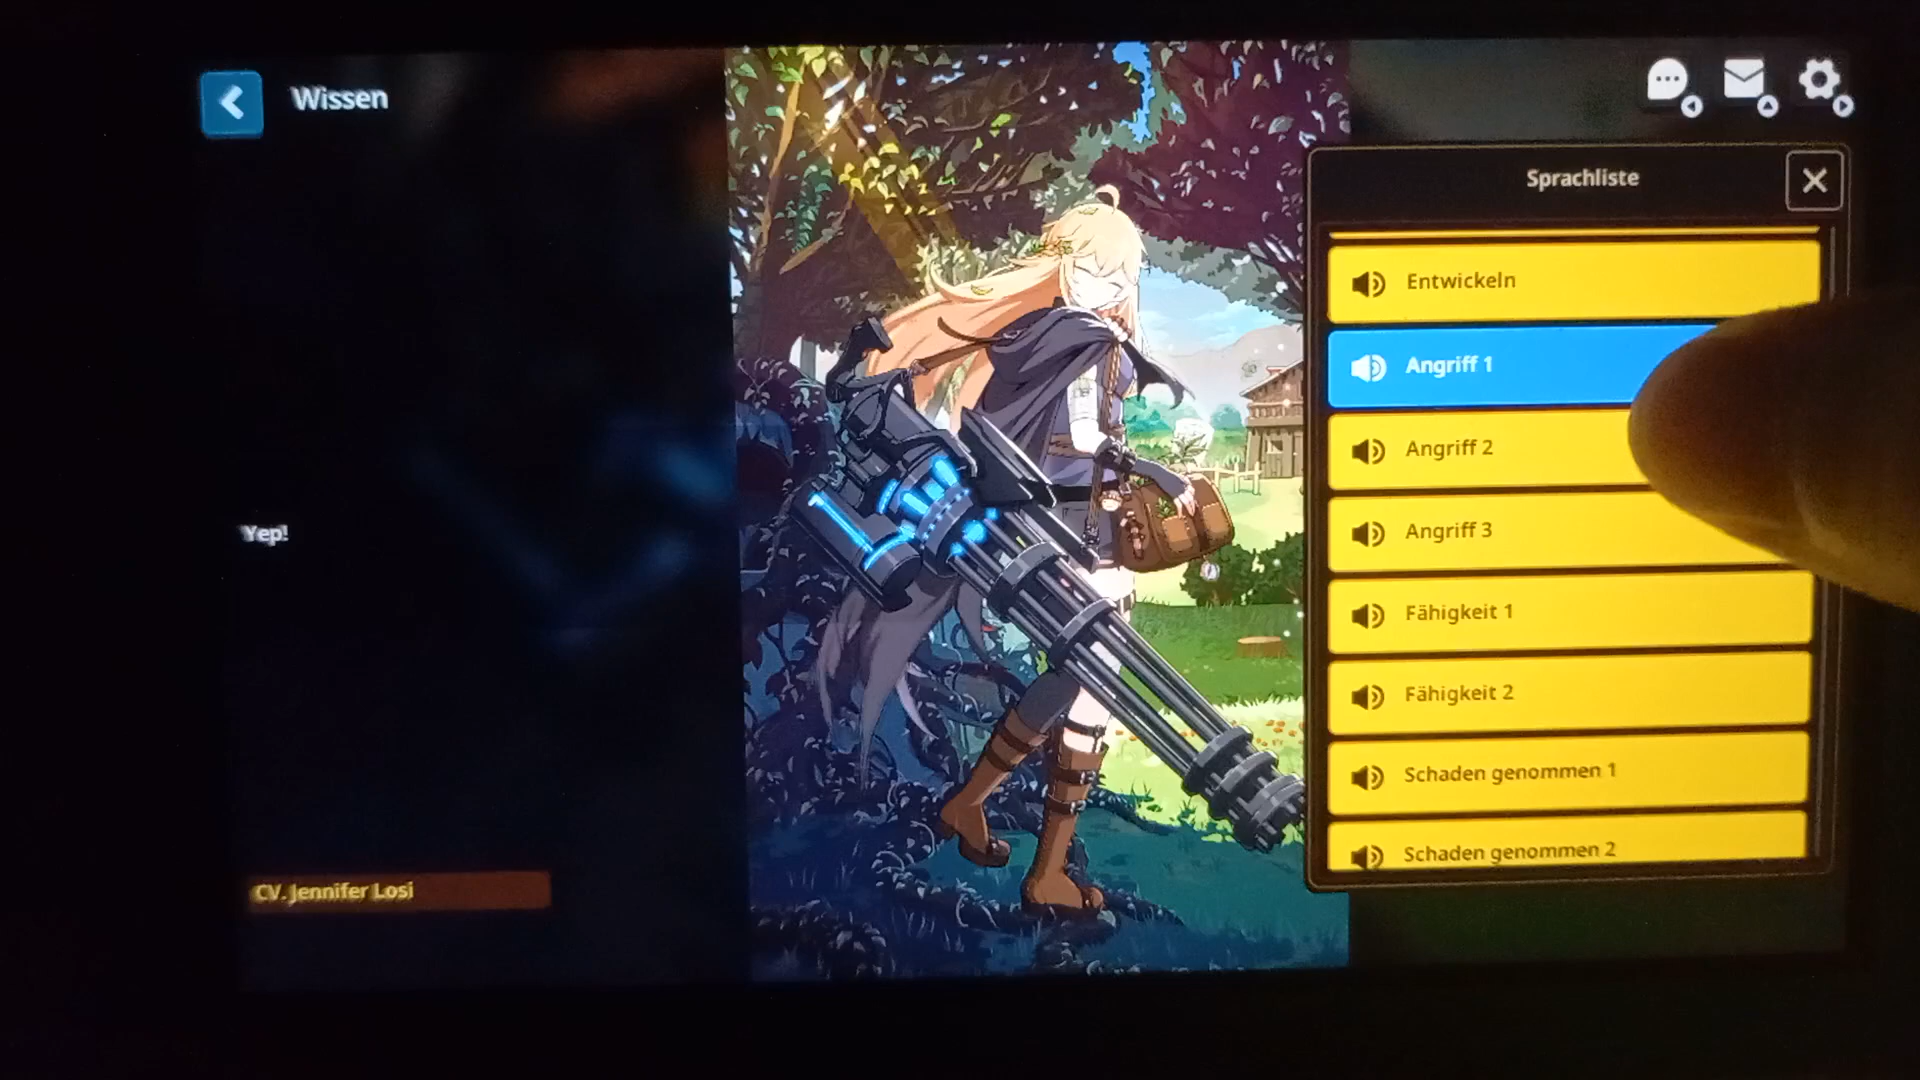 Wissen
Sprachliste
Entwickeln
Angriff 1
Angriff 2
Angriff 3
Fähigkeit 1
Fähigkeit 2
Schaden genommen 1
Schaden genommen 2
Yep!
CV. Jennifer Losi